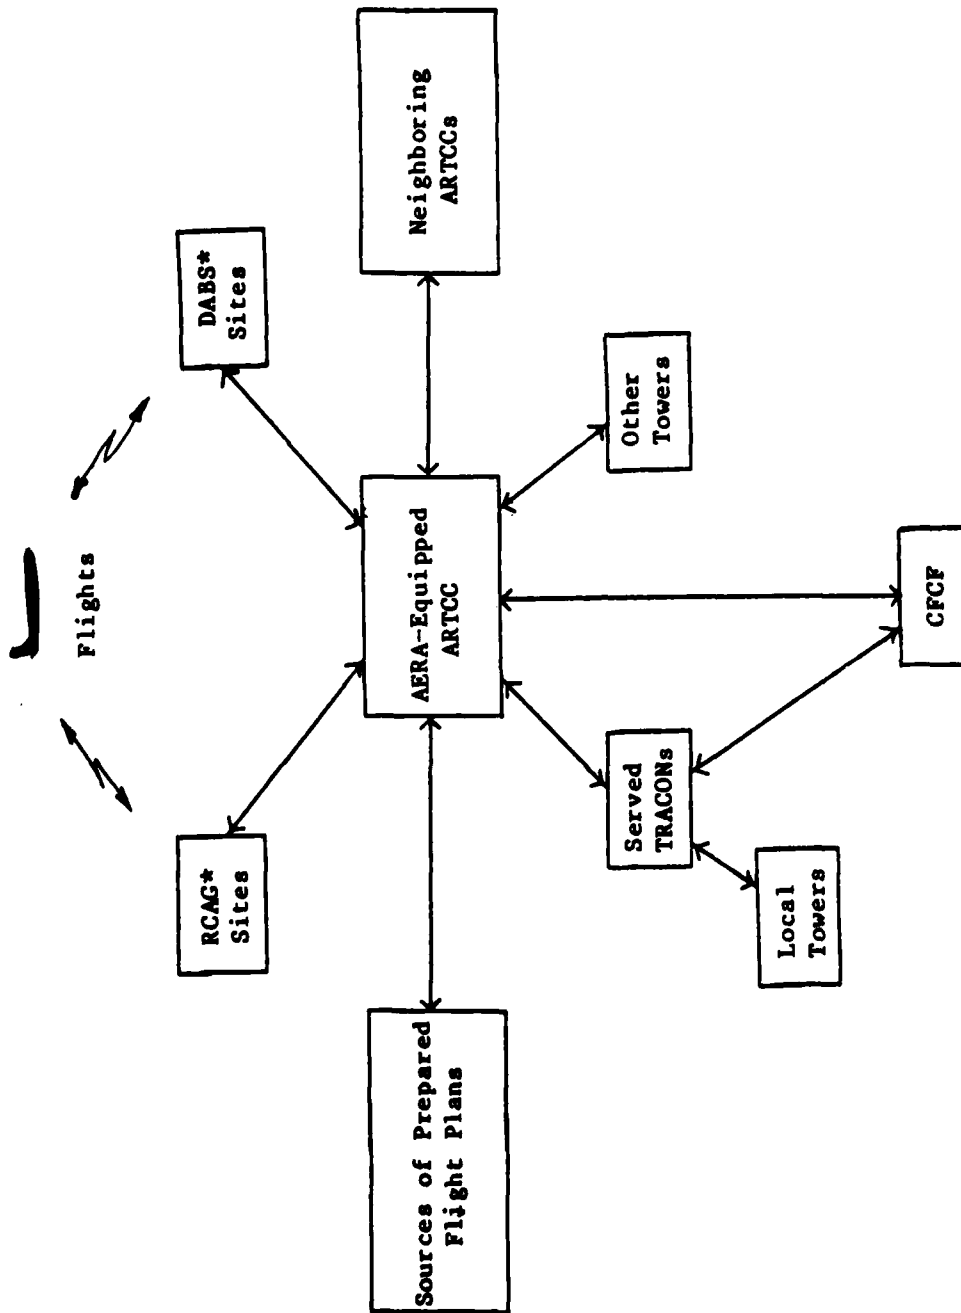 Flights
RCAG*
Sites
DABS*
Sites
Sources of Prepared
Flight Plans
AERA-Equipped
ARTCC
Neighboring
ARTCCs
Served
TRACONs
Other
Towers
Local
Towers
CFCF